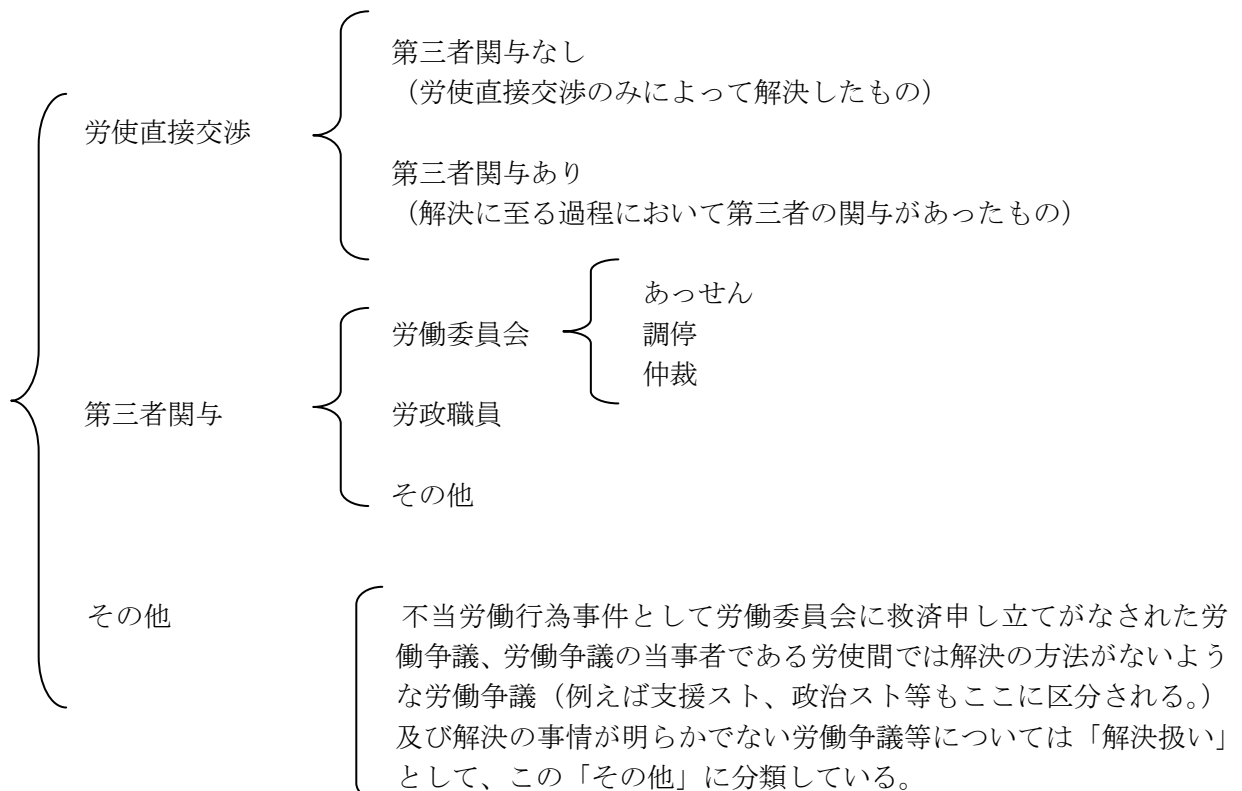 第三者関与なし
(労使直接交渉のみによって解決したもの)
労使直接交渉
第三者関与あり
(解決に至る過程において第三者の関与があったもの)
あっせん
労働委員会
調停
仲裁
第三者関与
労政職員
その他
その他
不当労働行為事件として労働委員会に救済申し立てがなされた労
働争議、労働争議の当事者である労使間では解決の方法がないよう
な労働争議(例えば支援スト、政治スト等もここに区分される。)
及び解決の事情が明らかでない労働争議等については「解決扱い」
として、この「その他」に分類している。